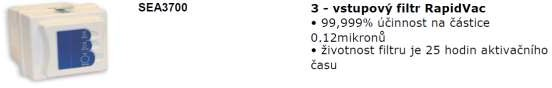 SEA3700
3 - vstupový filtr RapidVac
• 99,999% účinnost na částice
0.12mikronů
• životnost filtru je 25 hodin aktivačního
času